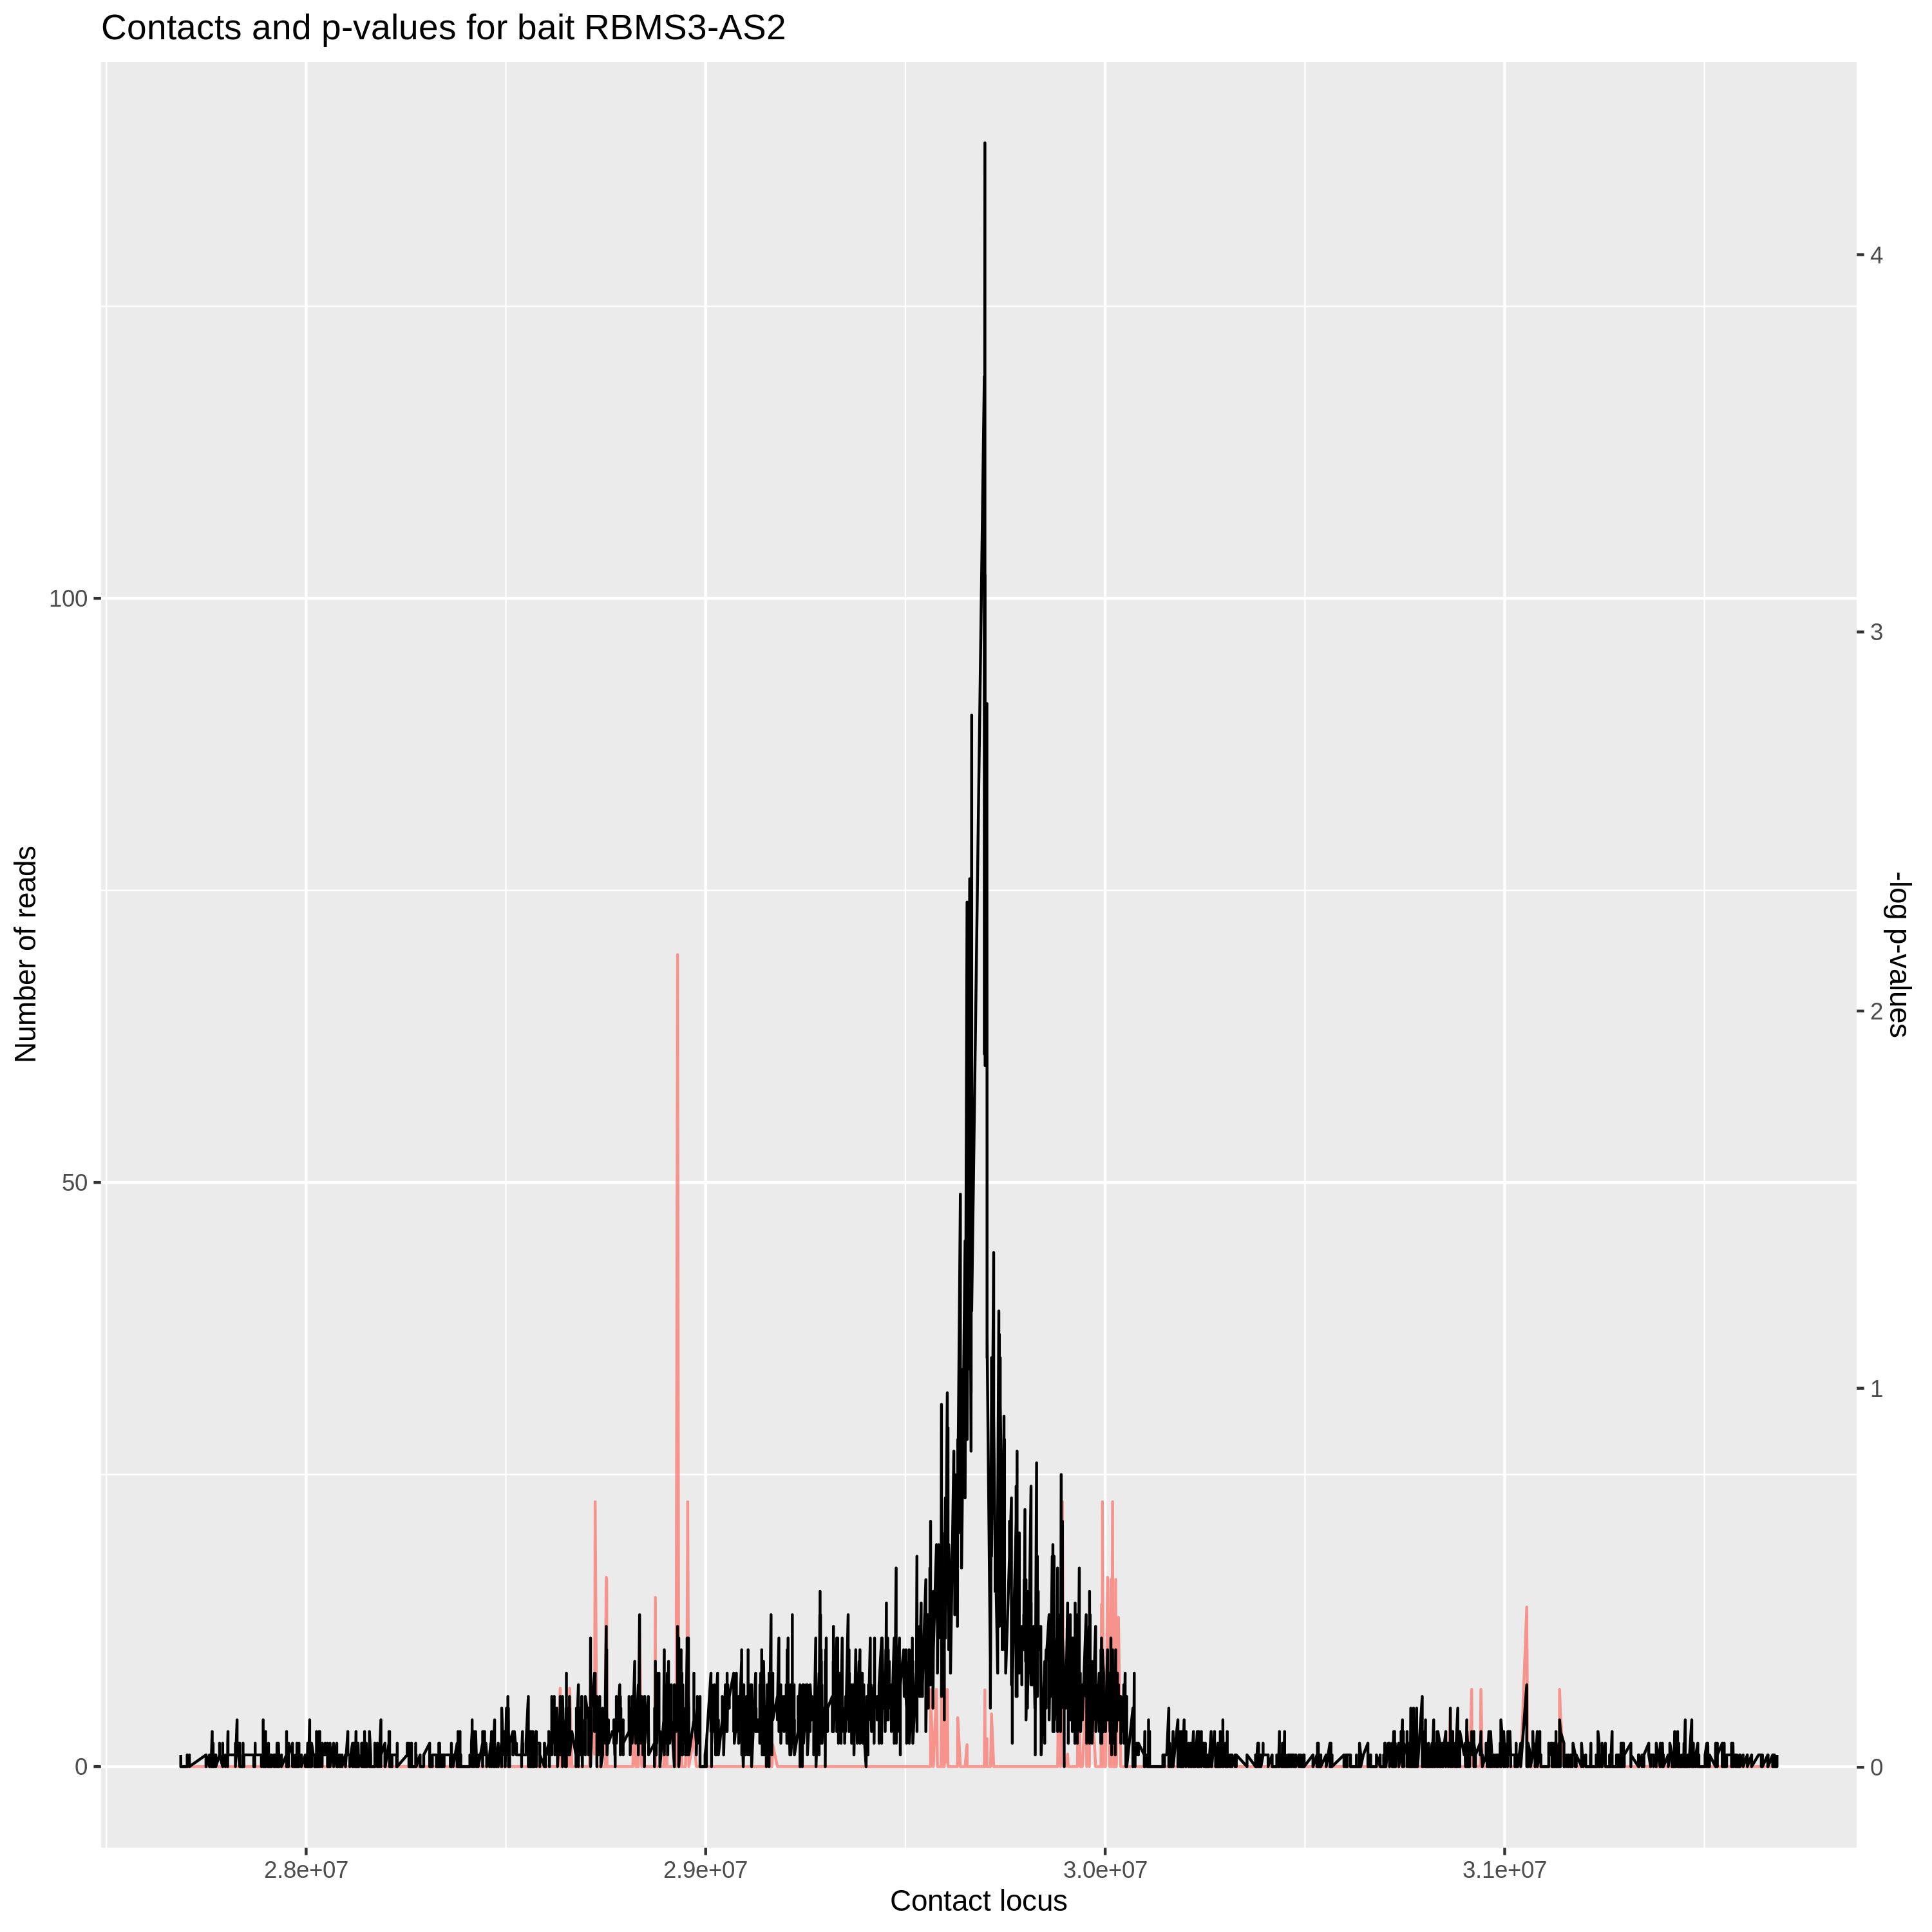 Contacts and p-values for bait RBMS3-AS2
Number of reads
100
50
0
4
3
2
1
0
-log p-values
2.8e+07 2.9e+07 3.0e+07 3.1e+07
Contact locus